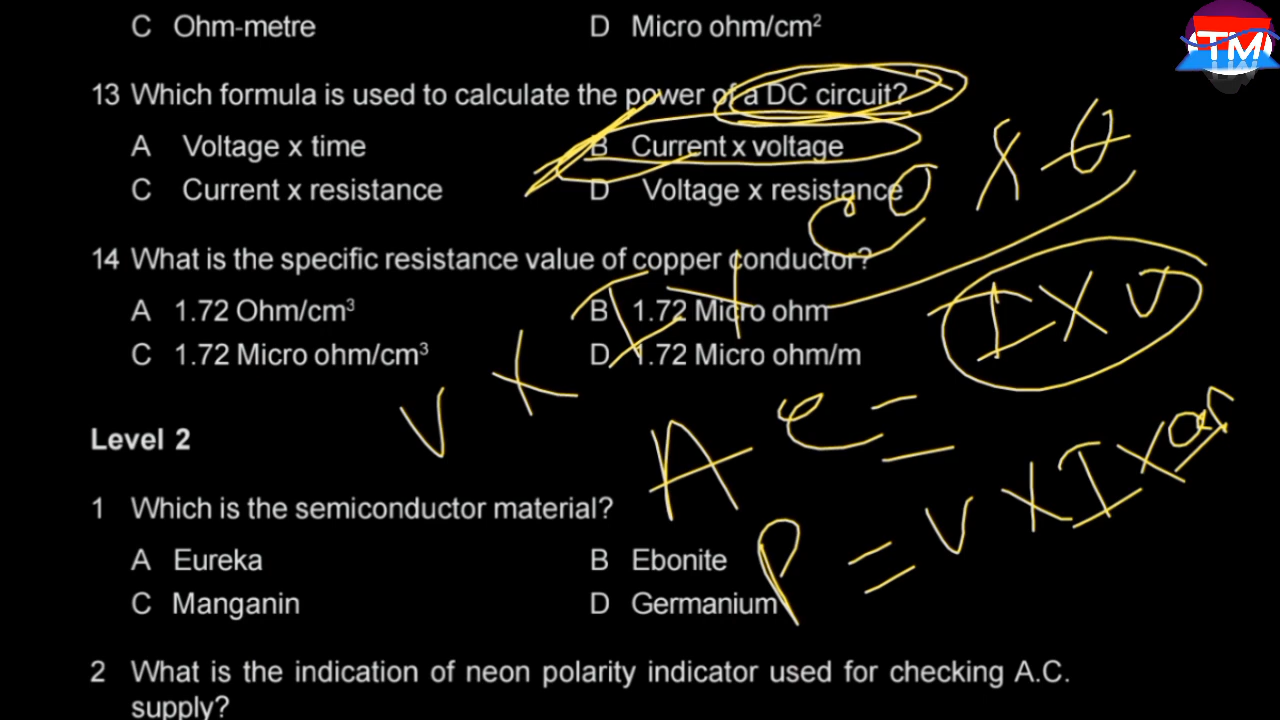 C Ohm-metre D Micro ohm/cm²
TM
13 Which formula is used to calculate the power of a DC circuit?
A Voltage x time B Current x voltage
C Current x resistance D Voltage x resistance
14 What is the specific resistance value of copper conductor?
A 1.72 Ohm/cm³ B 1.72 Micro ohm
C 1.72 Micro ohm/cm³ D 1.72 Micro ohm/m
I X V
V X I X
Level 2
A C =
P = V X I X
1 Which is the semiconductor material?
A Eureka B Ebonite
C Manganin D Germanium
2 What is the indication of neon polarity indicator used for checking A.C.
supply?